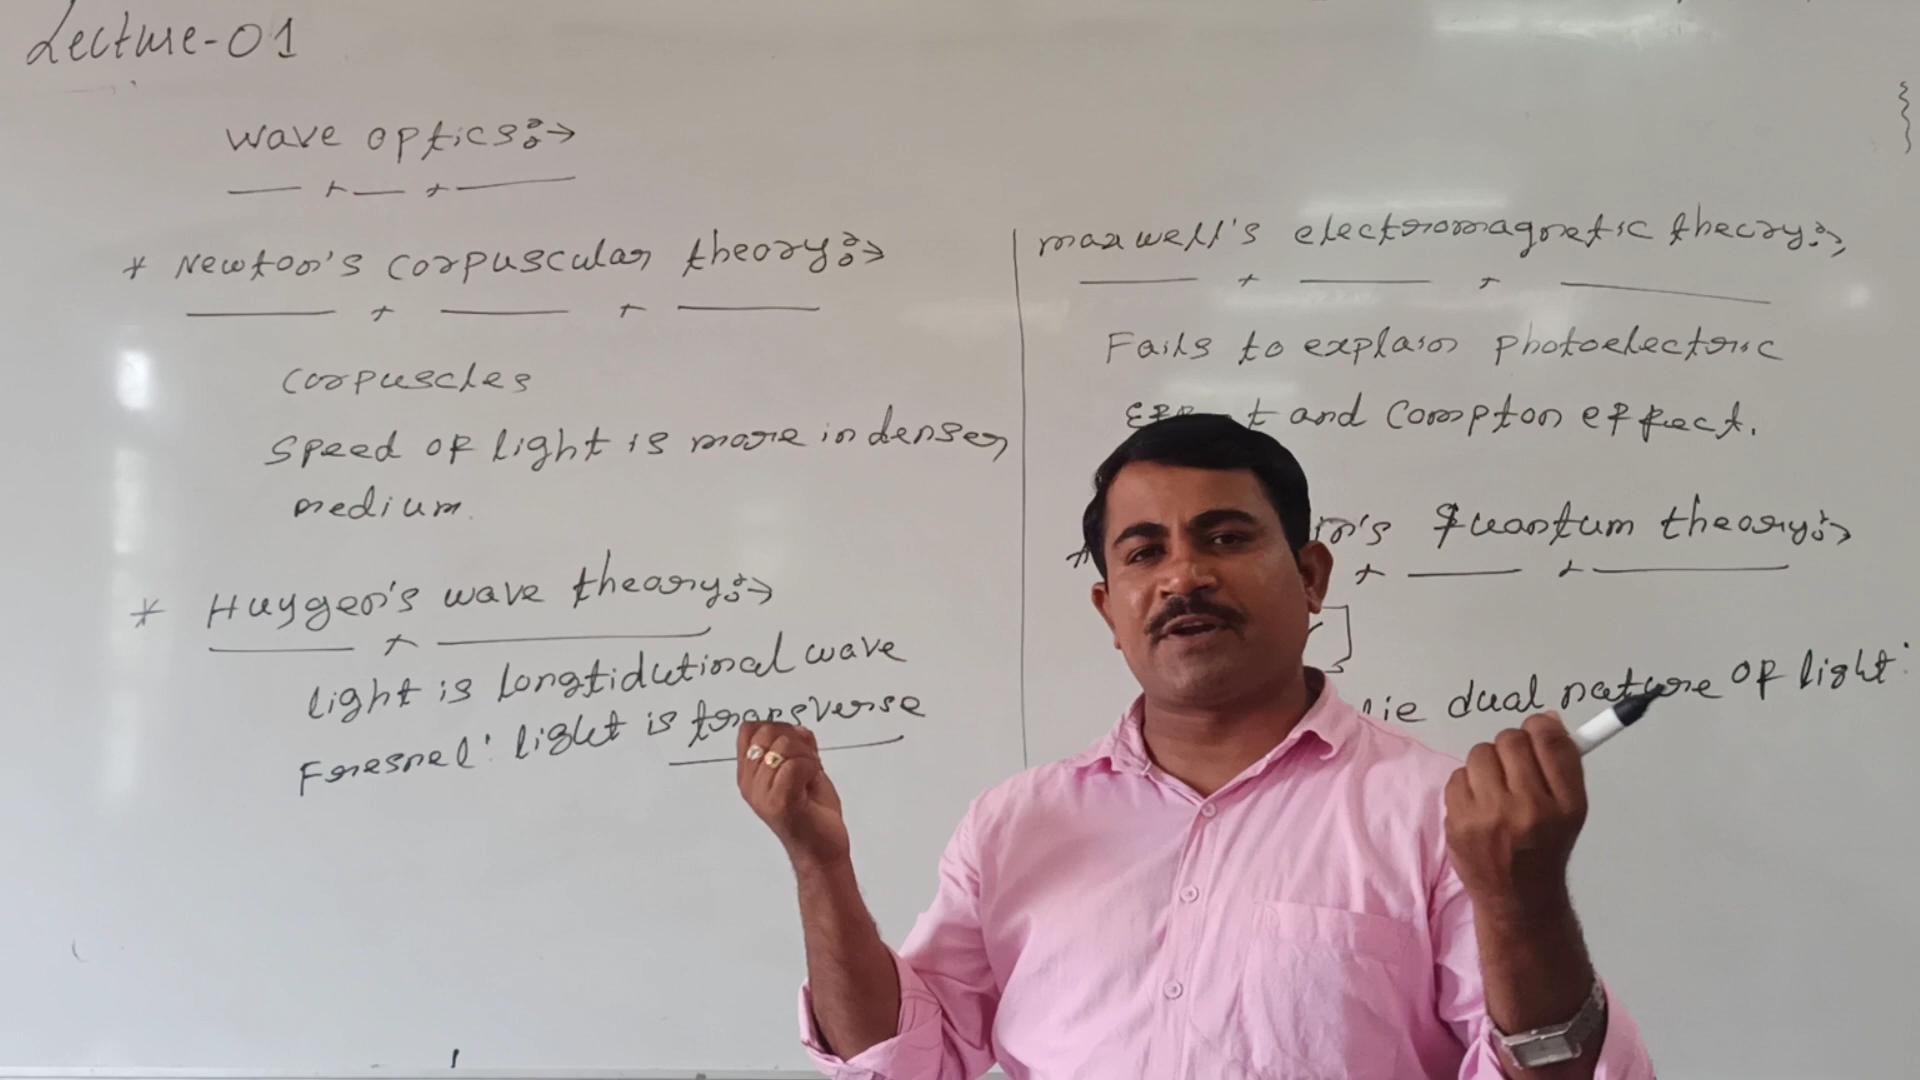 Lecture-01
wave optics:→
* Newton's corpuscular theory:→
corpuscles
speed of light is more in denser
medium.
* Huygen's wave theory:→
light is longtidutional wave
Fresnel: light is transverse
maxwell's electromagnetic theory:→
Fails to explain photoelectric
and Compton effect.
quantum theory:→
dual nature of light: